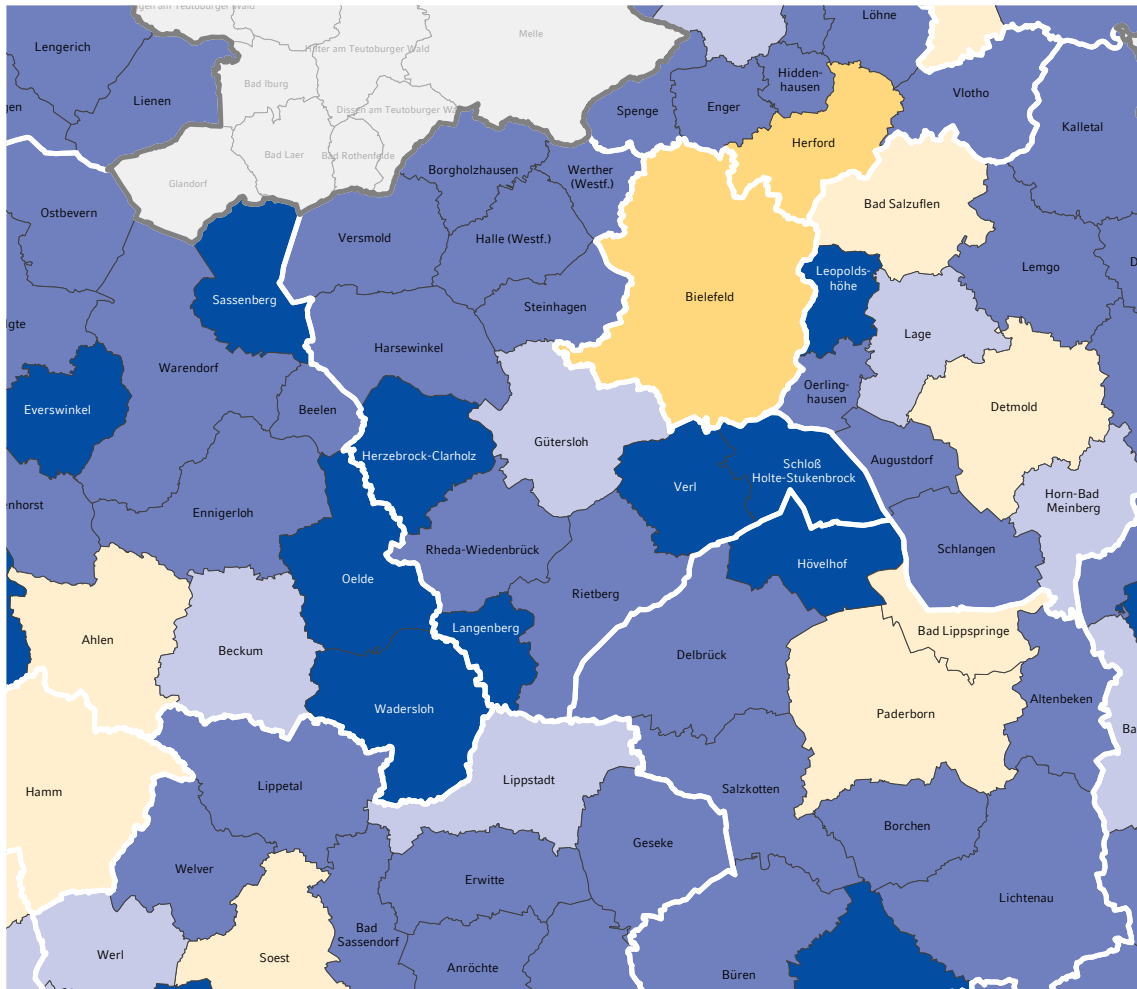 Löhne
Melle
Lengerich
Hilter am Teutoburger Wald
Hidden-
hausen
Bad Iburg
Vlotho
Lienen
Enger
Spenge
Dissen am Teutoburger Wa
Kalletal
Herford
Bad Laer
Bad Rothenfelde
Glandorf
Borgholzhausen
Werther
(Westf.)
Bad Salzuflen
Ostbevern
Versmold
Halle (Westf.)
Lemgo
Leopolds-
höhe
Sassenberg
Bielefeld
Steinhagen
lgte
Lage
Harsewinkel
Warendorf
Oerling-
hausen
Everswinkel
Beelen
Detmold
Gütersloh
Herzebrock-Clarholz
Augustdorf
Schloß
Holte-Stukenbrock
Verl
Horn-Bad
Meinberg
enhorst
Ennigerloh
Rheda-Wiedenbrück
Schlangen
Hövelhof
Oelde
Rietberg
Langenberg
Bad Lippspringe
Ahlen
Beckum
Delbrück
Altenbeken
Wadersloh
Paderborn
Ba
Lippstadt
Lippetal
Salzkotten
Hamm
Borchen
Geseke
Welver
Erwitte
Lichtenau
Bad
Sassendorf
Werl
Soest
Anröchte
Büren